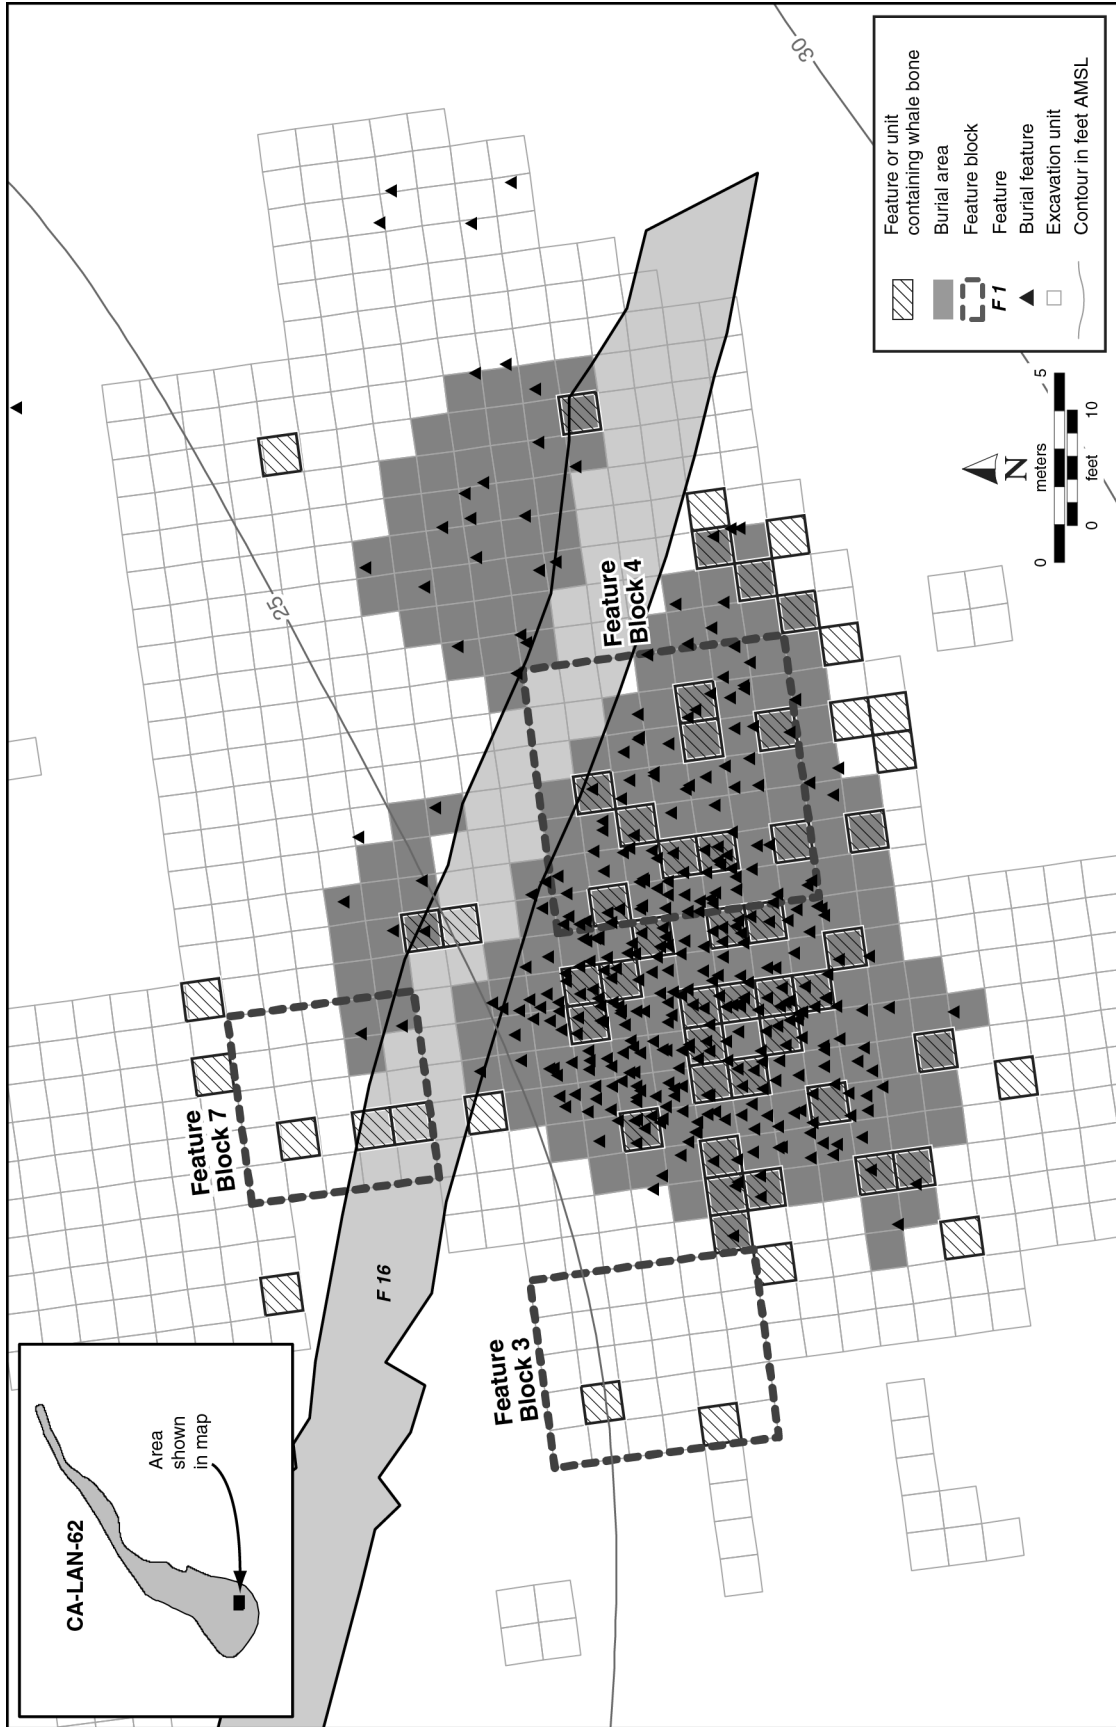 CA-LAN-62
Area
shown
in map
25
30
F 16
Feature
Block 7
Feature
Block 3
Feature
Block 4
N
0
meters
5
0
feet
10
Feature or unit
containing whale bone
Burial area
Feature block
F 1
Feature
Burial feature
Excavation unit
Contour in feet AMSL